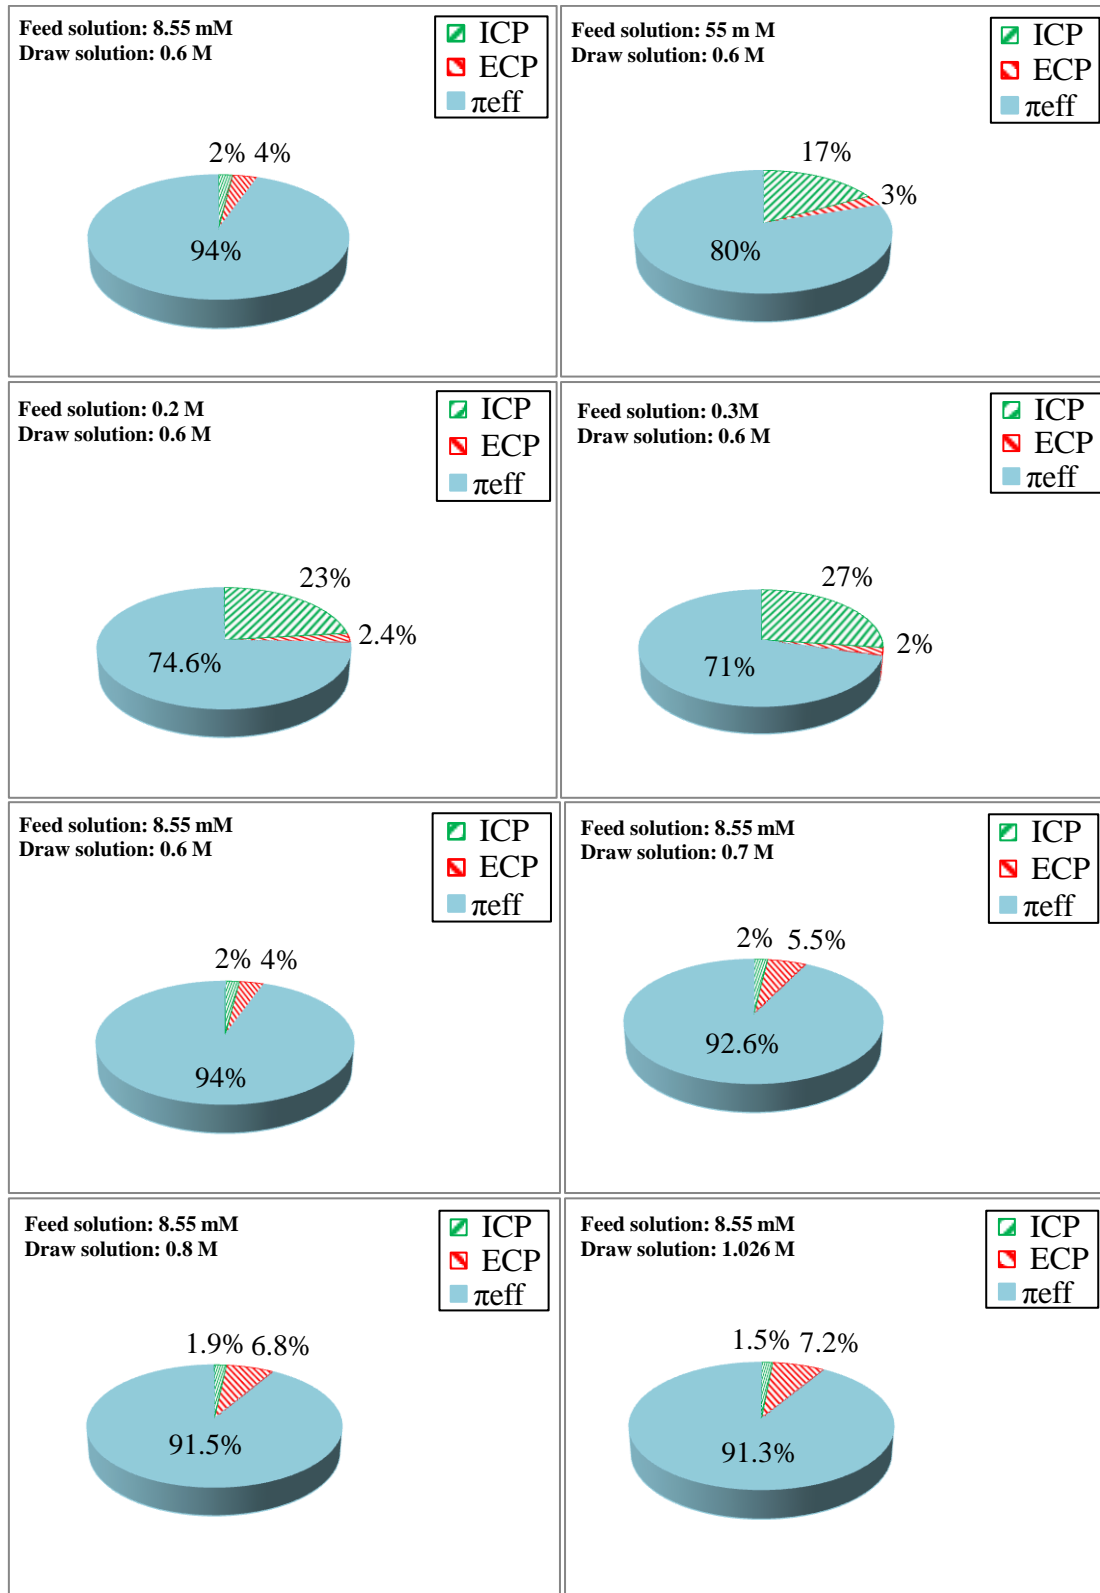 Feed solution: 8.55 mM
Draw solution: 0.6 M
ICP
ECP
πeff
2% 4%
94%
Feed solution: 55 m M
Draw solution: 0.6 M
ICP
ECP
πeff
17%
3%
80%
Feed solution: 0.2 M
Draw solution: 0.6 M
ICP
ECP
πeff
23%
2.4%
74.6%
Feed solution: 0.3M
Draw solution: 0.6 M
ICP
ECP
πeff
27%
2%
71%
Feed solution: 8.55 mM
Draw solution: 0.6 M
ICP
ECP
πeff
2% 4%
94%
Feed solution: 8.55 mM
Draw solution: 0.7 M
ICP
ECP
πeff
2% 5.5%
92.6%
Feed solution: 8.55 mM
Draw solution: 0.8 M
ICP
ECP
πeff
1.9% 6.8%
91.5%
Feed solution: 8.55 mM
Draw solution: 1.026 M
ICP
ECP
πeff
1.5% 7.2%
91.3%